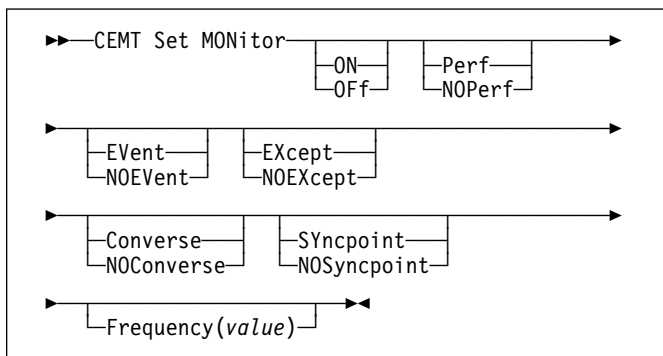 CEMT Set MONitor
ON Perf
OFf NOPerf
EVent EXcept
NOEVent NOEXcept
Converse SYncpoint
NOConverse NOSyncpoint
Frequency(value)